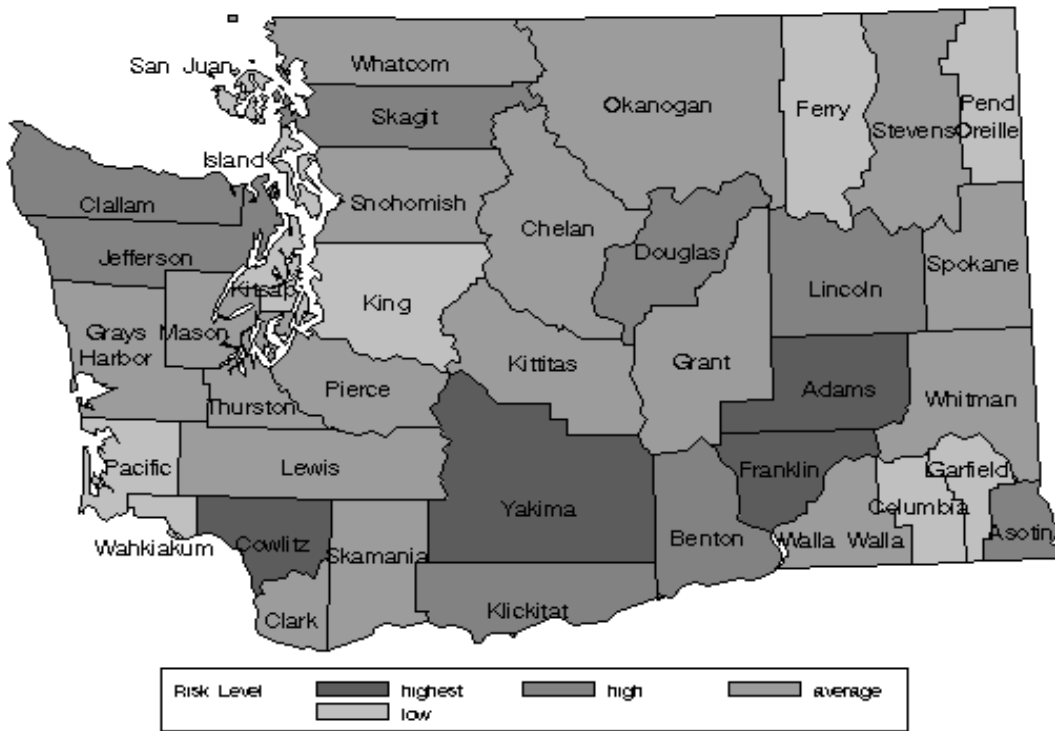 Whatcom
San Juan
Okanogan
Ferry
Pend
Oreille
Skagit
Stevens
Island
Clallam
Snohomish
Chelan
Douglas
Jefferson
Spokane
Kitsap
King
Lincoln
Grays
Harbor
Mason
Kittitas
Grant
Pierce
Adams
Thurston
Whitman
Pacific
Lewis
Franklin
Garfield
Yakima
Columbia
Wahkiakum
Cowlitz
Skamania
Benton
Walla Walla
Asotin
Clark
Klickitat
Risk Level highest high average
low